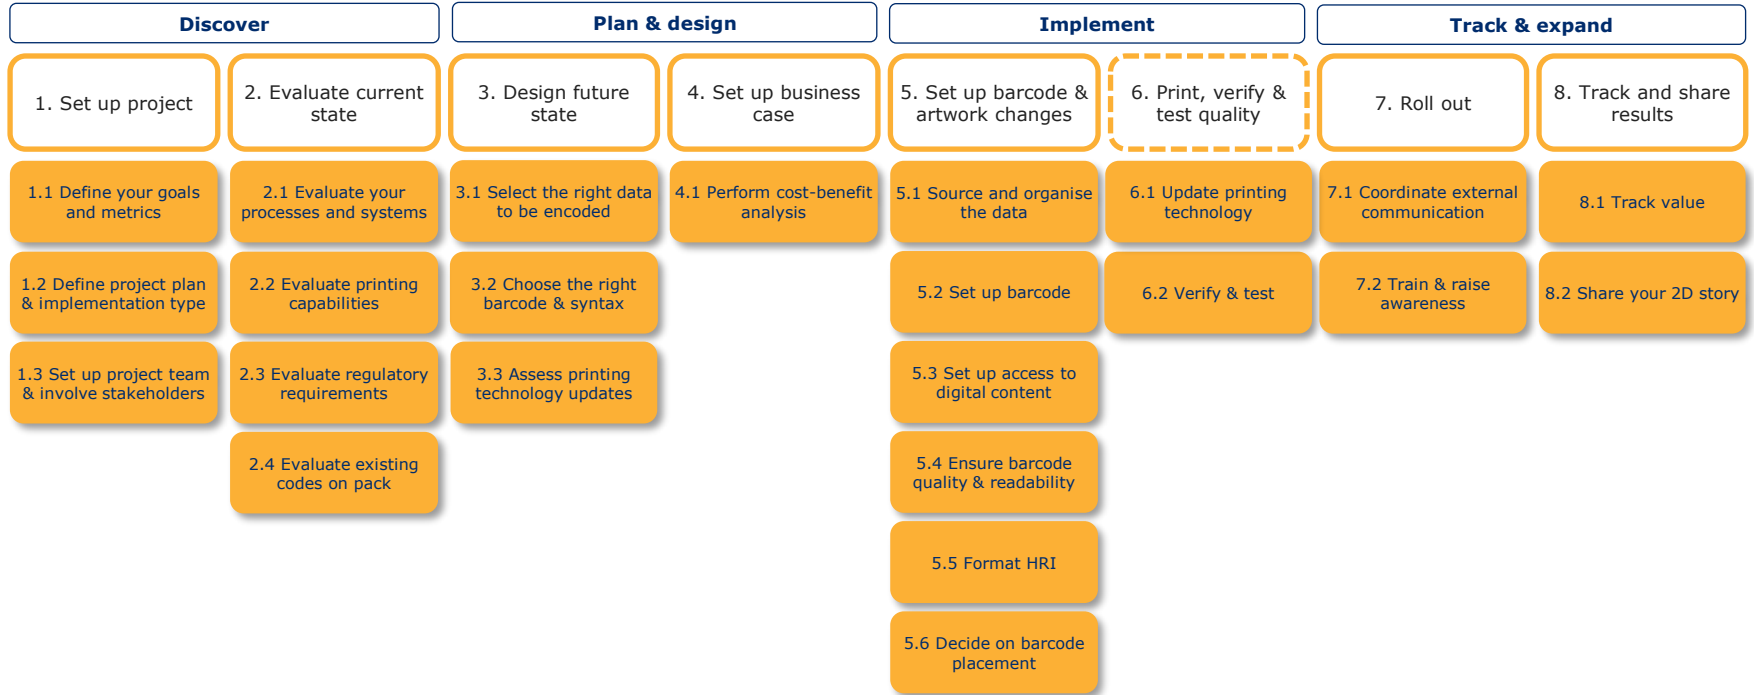 Discover
Plan & design
Implement
Track & expand
1. Set up project
2. Evaluate current
state
3. Design future
state
4. Set up business
case
5. Set up barcode &
artwork changes
6. Print, verify &
test quality
7. Roll out
8. Track and share
results
1.1 Define your goals
and metrics
2.1 Evaluate your
processes and systems
3.1 Select the right data
to be encoded
4.1 Perform cost-benefit
analysis
5.1 Source and organise
the data
6.1 Update printing
technology
7.1 Coordinate external
communication
8.1 Track value
1.2 Define project plan
& implementation type
2.2 Evaluate printing
capabilities
3.2 Choose the right
barcode & syntax
5.2 Set up barcode
6.2 Verify & test
7.2 Train & raise
awareness
8.2 Share your 2D story
1.3 Set up project team
& involve stakeholders
2.3 Evaluate regulatory
requirements
3.3 Assess printing
technology updates
5.3 Set up access to
digital content
2.4 Evaluate existing
codes on pack
5.4 Ensure barcode
quality & readability
5.5 Format HRI
5.6 Decide on barcode
placement